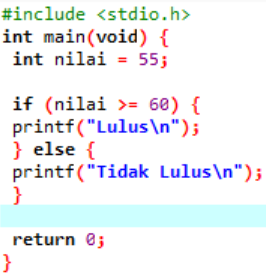 #include <stdio.h>
int main(void) {
int nilai = 55;
if (nilai >= 60) {
printf("Lulus\n");
} else {
printf("Tidak Lulus\n");
}
return 0;
}